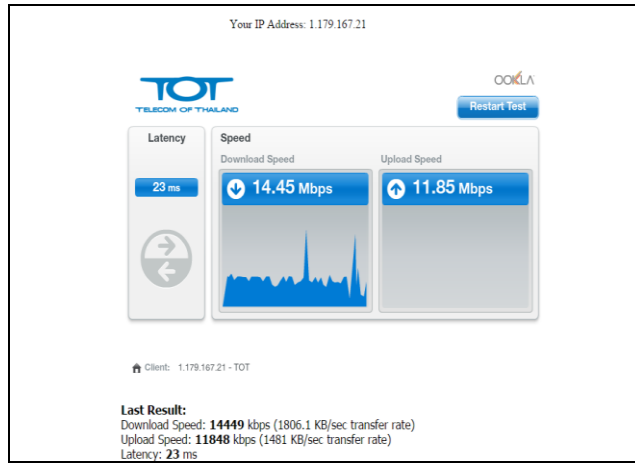 Your IP Address: 1.179.167.21
TOT
TELECOM OF THAILAND
OOKLA
Restart Test
Latency
Speed
Download Speed
Upload Speed
23 ms
14.45 Mbps
11.85 Mbps
Client: 1.179.167.21 - TOT
Last Result:
Download Speed: 14449 kbps (1806.1 KB/sec transfer rate)
Upload Speed: 11848 kbps (1481 KB/sec transfer rate)
Latency: 23 ms